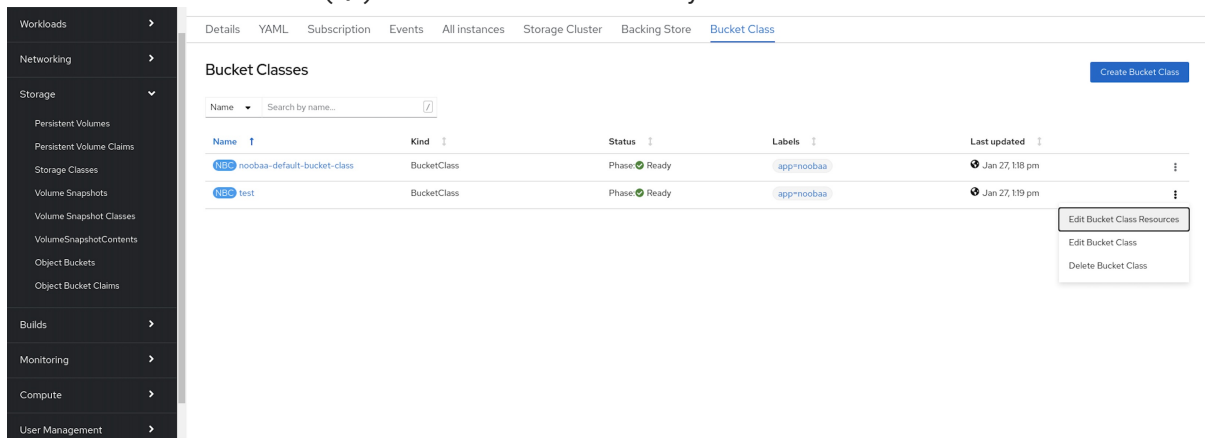 Workloads
Networking
Storage
Persistent Volumes
Persistent Volume Claims
Storage Classes
Volume Snapshots
Volume Snapshot Classes
VolumeSnapshotContents
Object Buckets
Object Bucket Claims
Builds
Monitoring
Compute
User Management
Details YAML Subscription Events All instances Storage Cluster Backing Store Bucket Class
Bucket Classes
Create Bucket Class
Name Search by name... /
Name Kind Status Labels Last updated
NBC noobaa-default-bucket-class BucketClass Phase: Ready app=noobaa Jan 27, 1:18 pm
NBC test BucketClass Phase: Ready app=noobaa Jan 27, 1:19 pm
Edit Bucket Class Resources
Edit Bucket Class
Delete Bucket Class